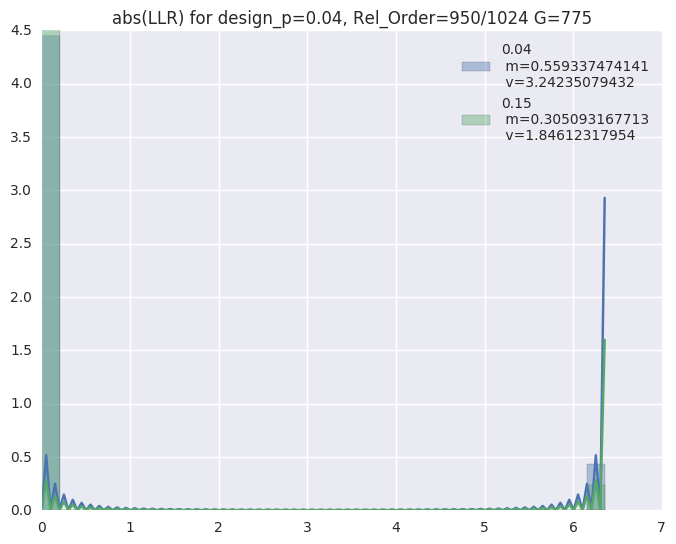 abs(LLR) for design_p=0.04, Rel_Order=950/1024 G=775
4.5
4.0
3.5
3.0
2.5
2.0
1.5
1.0
0.5
0.0
0.04
m=0.559337474141
v=3.24235079432
0.15
m=0.305093167713
v=1.84612317954
0 1 2 3 4 5 6 7